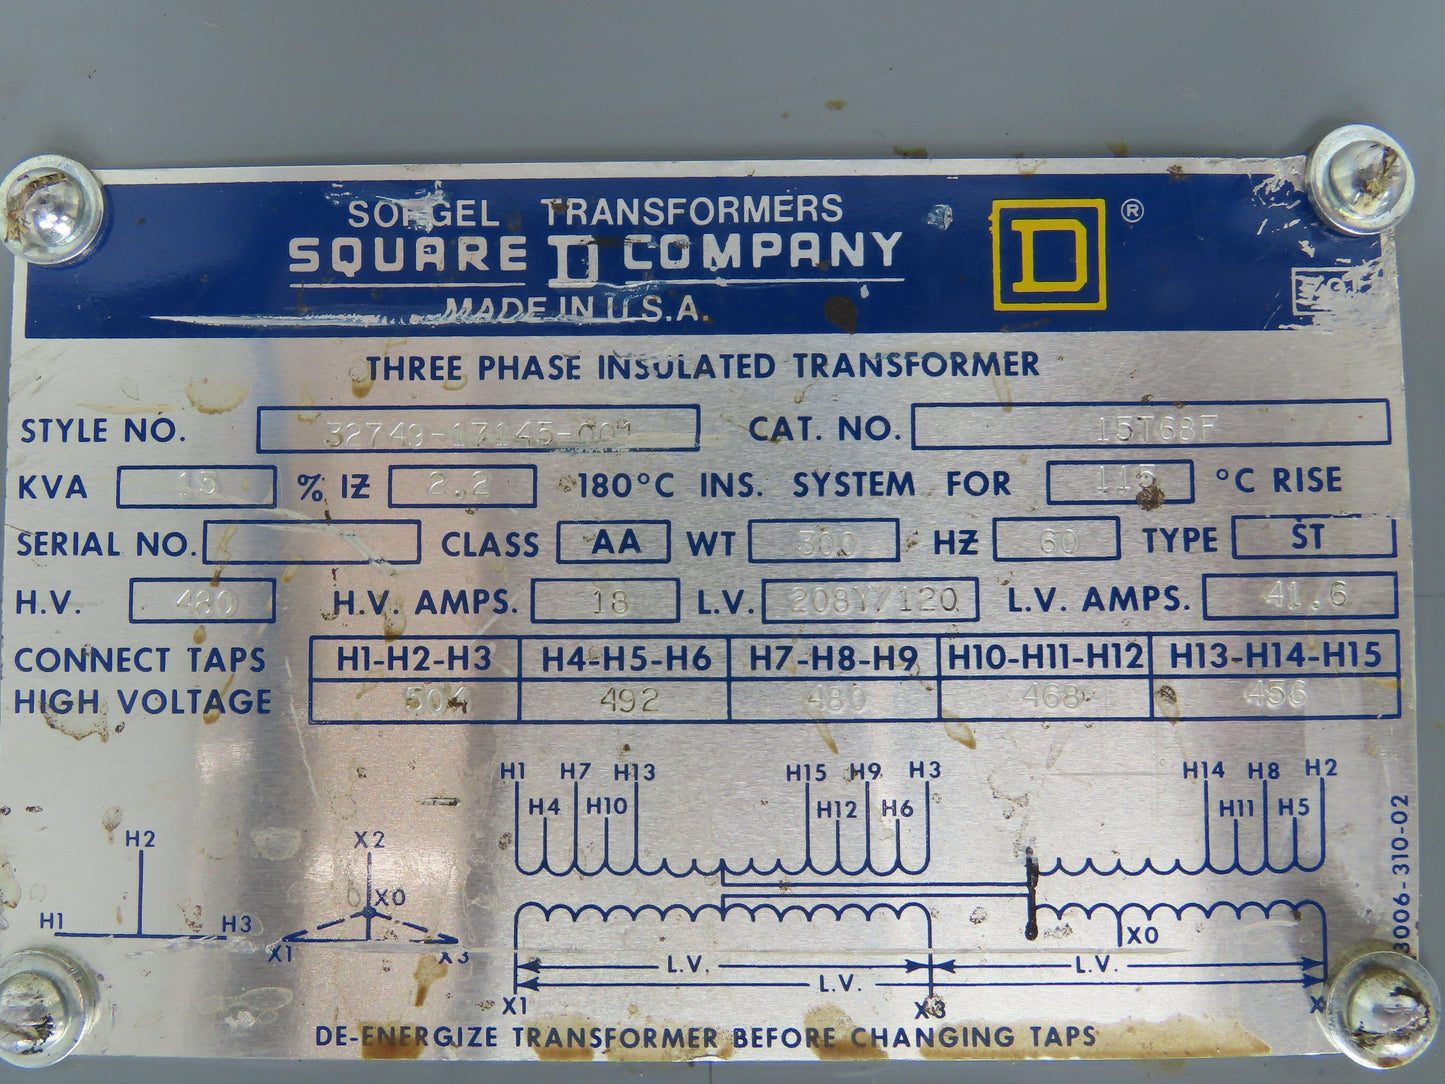 SORGEL TRANSFORMERS
SQUARE D COMPANY
MADE IN U.S.A.
D ®
THREE PHASE INSULATED TRANSFORMER
STYLE NO. 32749-17145-001 CAT. NO. 15T68F
KVA 15 % IZ 2.2 180°C INS. SYSTEM FOR 115 °C RISE
SERIAL NO. CLASS AA WT 300 HZ 60 TYPE ST
H.V. 480 H.V. AMPS. 18 L.V. 208Y/120 L.V. AMPS. 41.6
CONNECT TAPS H1-H2-H3 H4-H5-H6 H7-H8-H9 H10-H11-H12 H13-H14-H15
HIGH VOLTAGE 504 492 480 468 456
H1 H7 H13 H15 H9 H3 H14 H8 H2
H4 H10 H12 H6 H11 H5
H2 X2
X0
H1 H3 X1 X3
X0
L.V. L.V.
L.V.
X1 X3 X
3006-310-02
DE-ENERGIZE TRANSFORMER BEFORE CHANGING TAPS